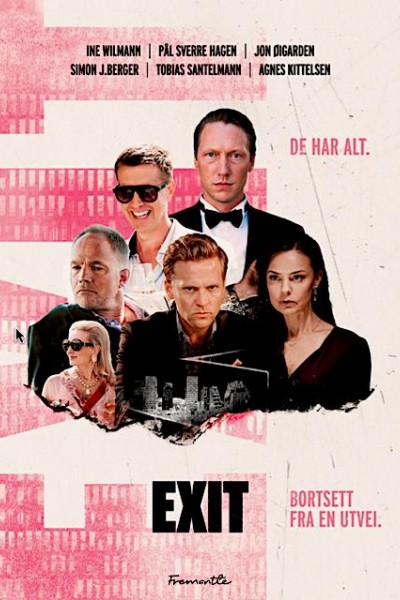 INE WILMANN | PÅL SVERRE HAGEN | JON ØIGARDEN
SIMON J.BERGER | TOBIAS SANTELMANN | AGNES KITTELSEN
DE HAR ALT.
EXIT
BORTSETT
FRA EN UTVEI.
Fremantle